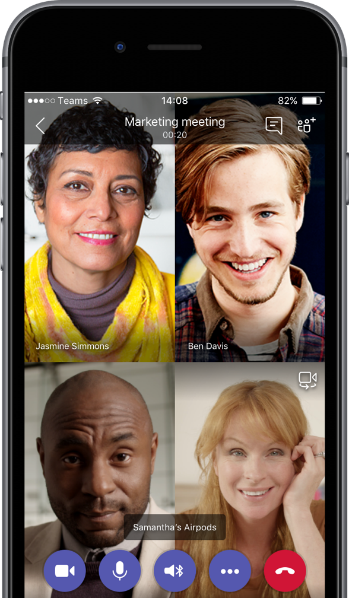 Teams 14:08 82%
Marketing meeting
00:20
Jasmine Simmons
Ben Davis
Samantha's Airpods